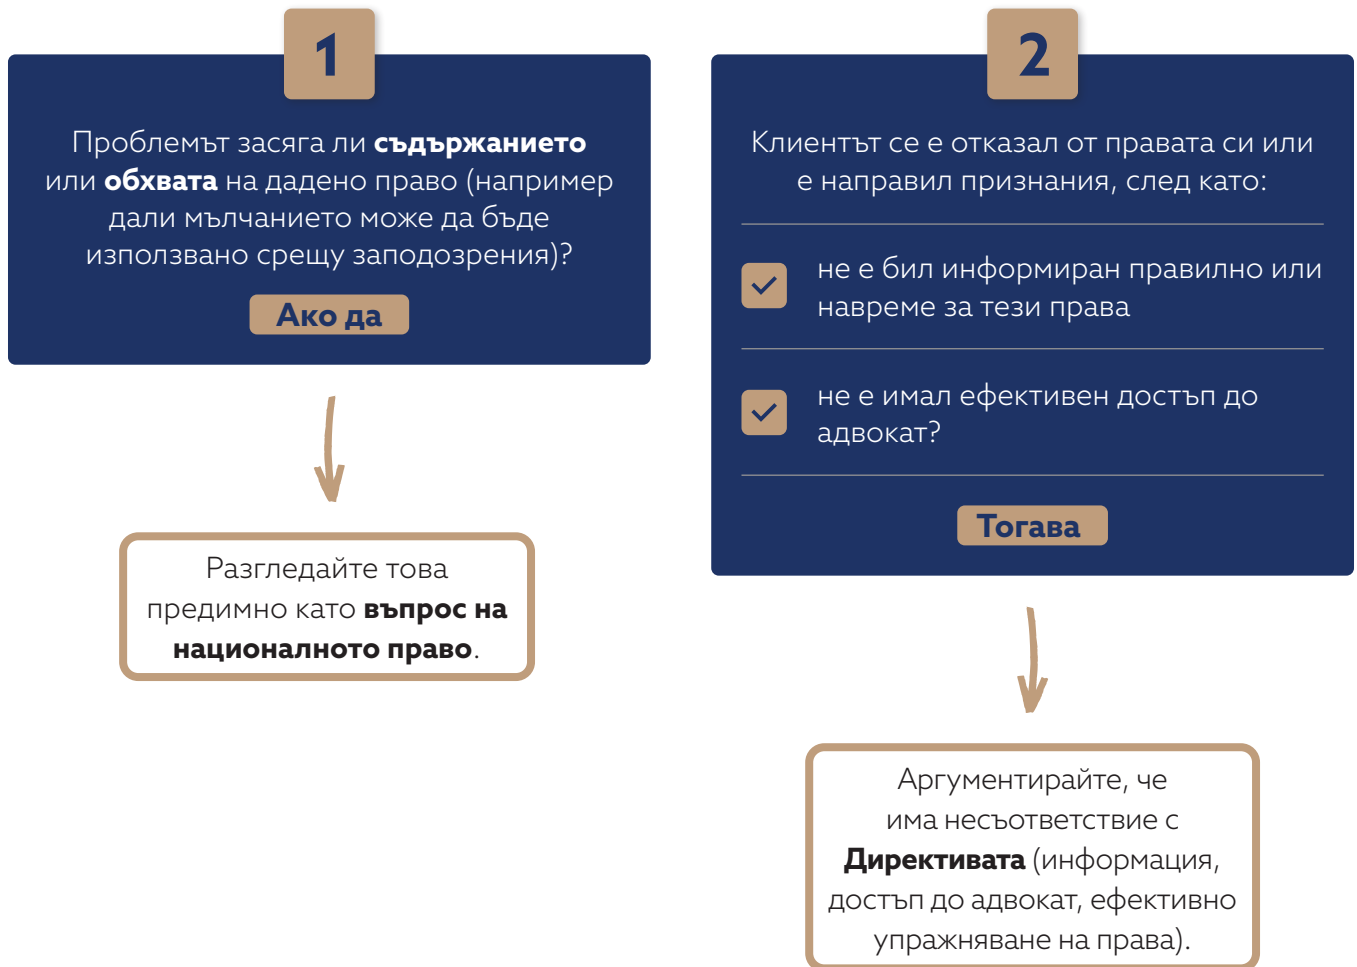 1
Проблемът засяга ли съдържанието
или обхвата на дадено право (например
дали мълчанието може да бъде
използвано срещу заподозрения)?
Ако да
Разгледайте това
предимно като въпрос на
националното право.
2
Клиентът се е отказал от правата си или
е направил признания, след като:
не е бил информиран правилно или
навреме за тези права
не е имал ефективен достъп до
адвокат?
Тогава
Аргументирайте, че
има несъответствие с
Директивата (информация,
достъп до адвокат, ефективно
упражняване на права).